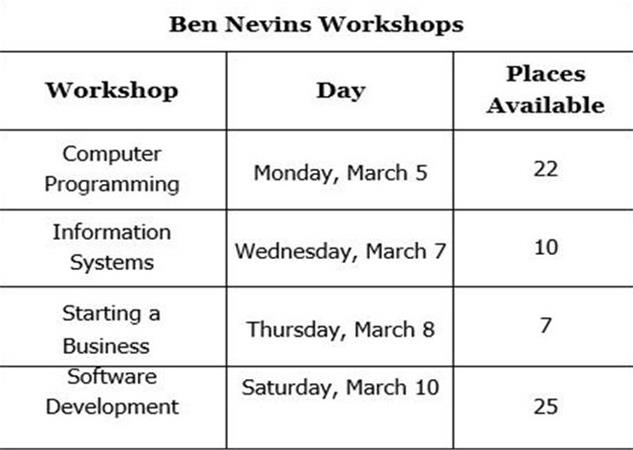 Ben Nevins Workshops
Workshop
Day
Places
Available
Computer
Programming
Monday, March 5
22
Information
Systems
Wednesday, March 7
10
Starting a
Business
Thursday, March 8
7
Software
Development
Saturday, March 10
25